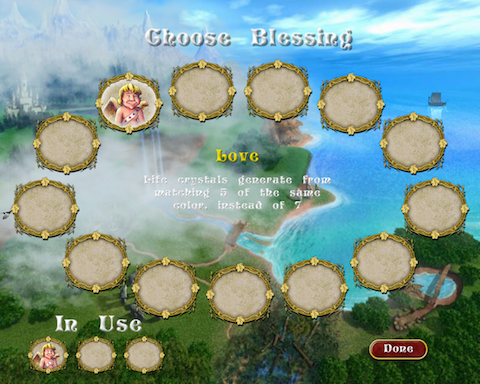 Choose Blessing
Love
Life crystals generate from
matching 5 of the same
color, instead of 7
In Use
Done